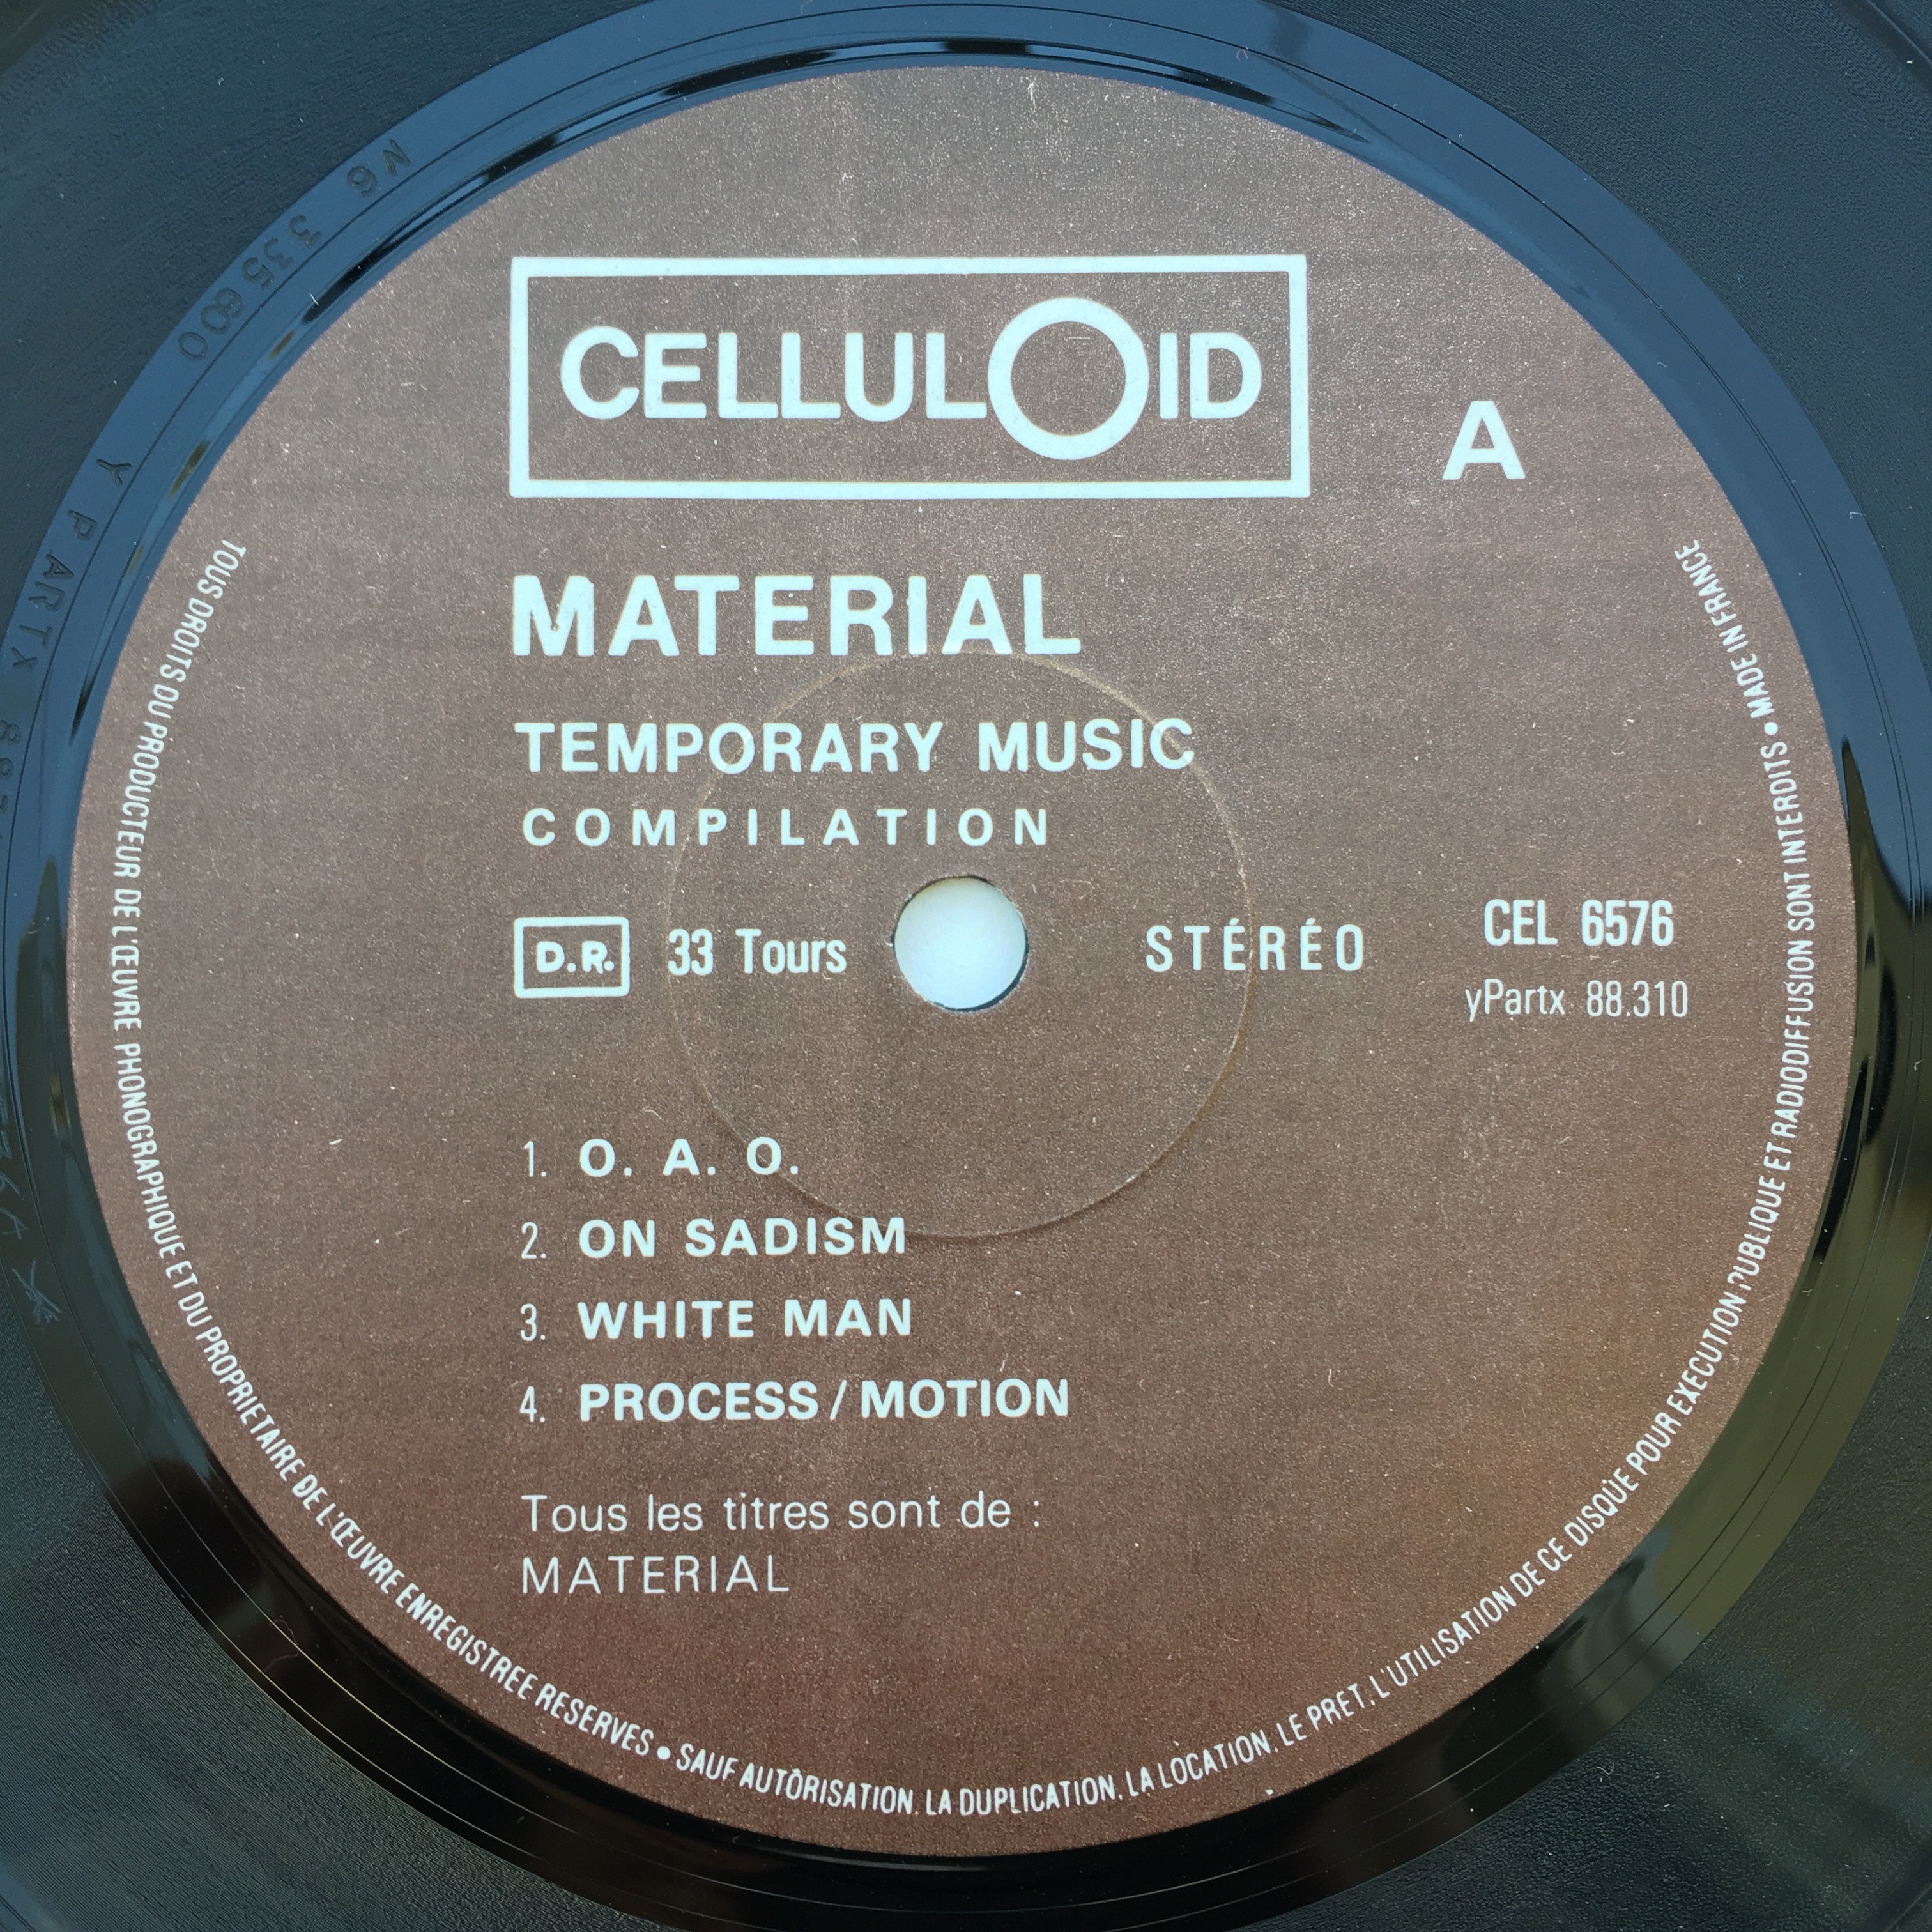 CELLULOID
A
MATERIAL
TEMPORARY MUSIC
COMPILATION
D.R. 33 Tours STÉRÉO CEL 6576
yPartx 88.310
1. O. A. O.
2. ON SADISM
3. WHITE MAN
4. PROCESS / MOTION
Tous les titres sont de :
MATERIAL
TOUS DROITS DU PRODUCTEUR DE L'ŒUVRE PHONOGRAPHIQUE ET DU PROPRIETAIRE DE L'ŒUVRE ENREGISTREE RESERVES • SAUF AUTORISATION. LA DUPLICATION. LA LOCATION. LE PRET. L'UTILISATION DE CE DISQUE POUR EXECUTION PUBLIQUE ET RADIODIFFUSION SONT INTERDITS • MADE IN FRANCE
M6 335600
Y PARTX